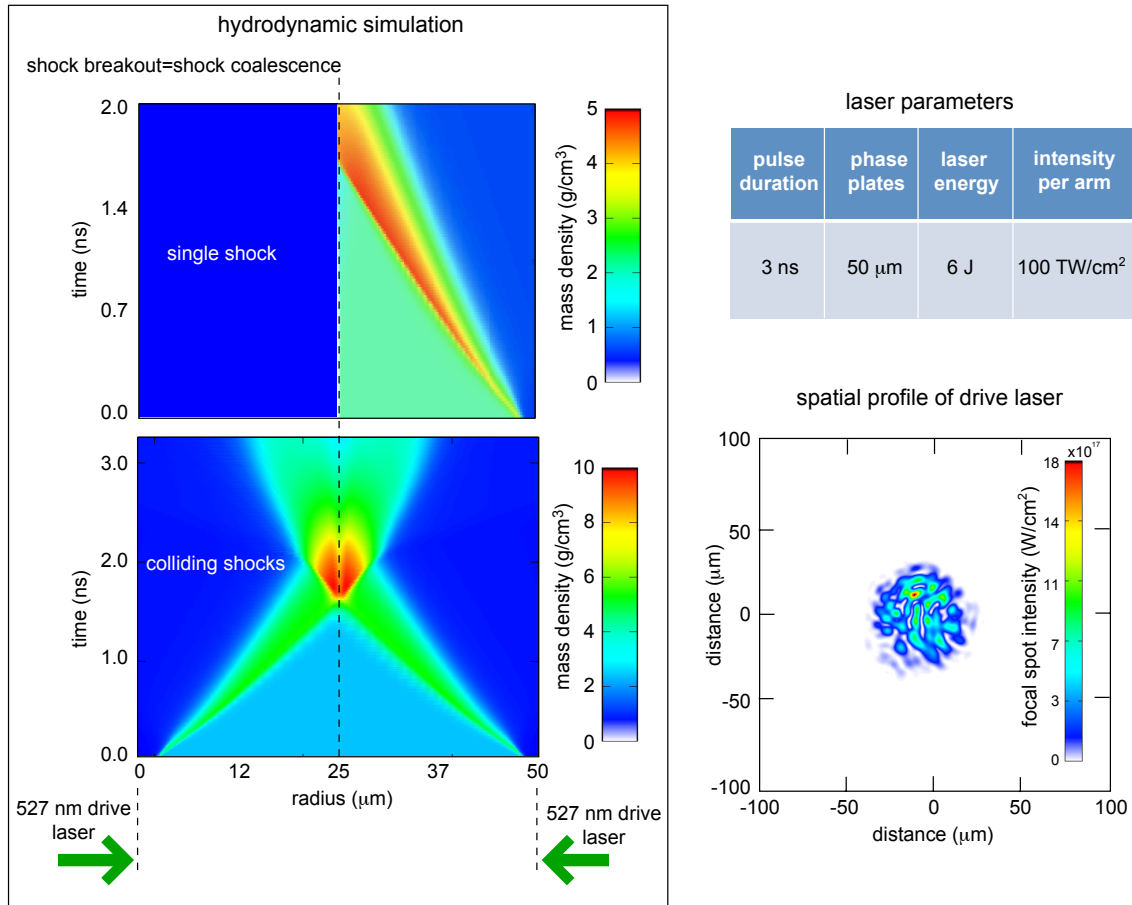 hydrodynamic simulation
shock breakout=shock coalescence
2.0
1.4
0.7
0.0
time (ns)
single shock
5
4
3
2
1
0
mass density (g/cm³)
3.0
2.0
1.0
0.0
time (ns)
colliding shocks
10
8
6
4
2
0
mass density (g/cm³)
0 12 25 37 50
radius (μm)
527 nm drive
laser
527 nm drive
laser
laser parameters
pulse duration phase plates laser energy intensity per arm
3 ns 50 μm 6 J 100 TW/cm²
spatial profile of drive laser
100
50
0
-50
-100
distance (μm)
-100 -50 0 50 100
distance (μm)
x10¹⁷
18
14
11
7
3
0
focal spot intensity (W/cm²)